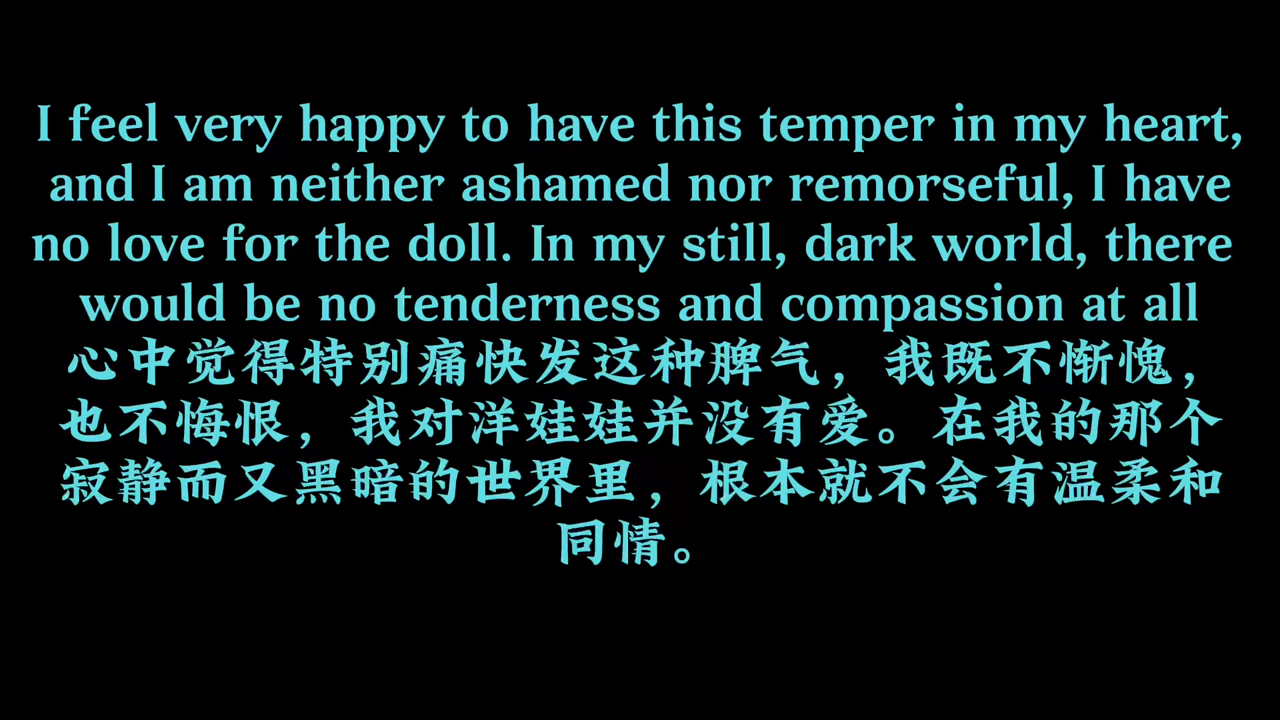 I feel very happy to have this temper in my heart,
and I am neither ashamed nor remorseful, I have
no love for the doll. In my still, dark world, there
would be no tenderness and compassion at all
心中觉得特别痛快发这种脾气，我既不惭愧，
也不悔恨，我对洋娃娃并没有爱。在我的那个
寂静而又黑暗的世界里，根本就不会有温柔和
同情。